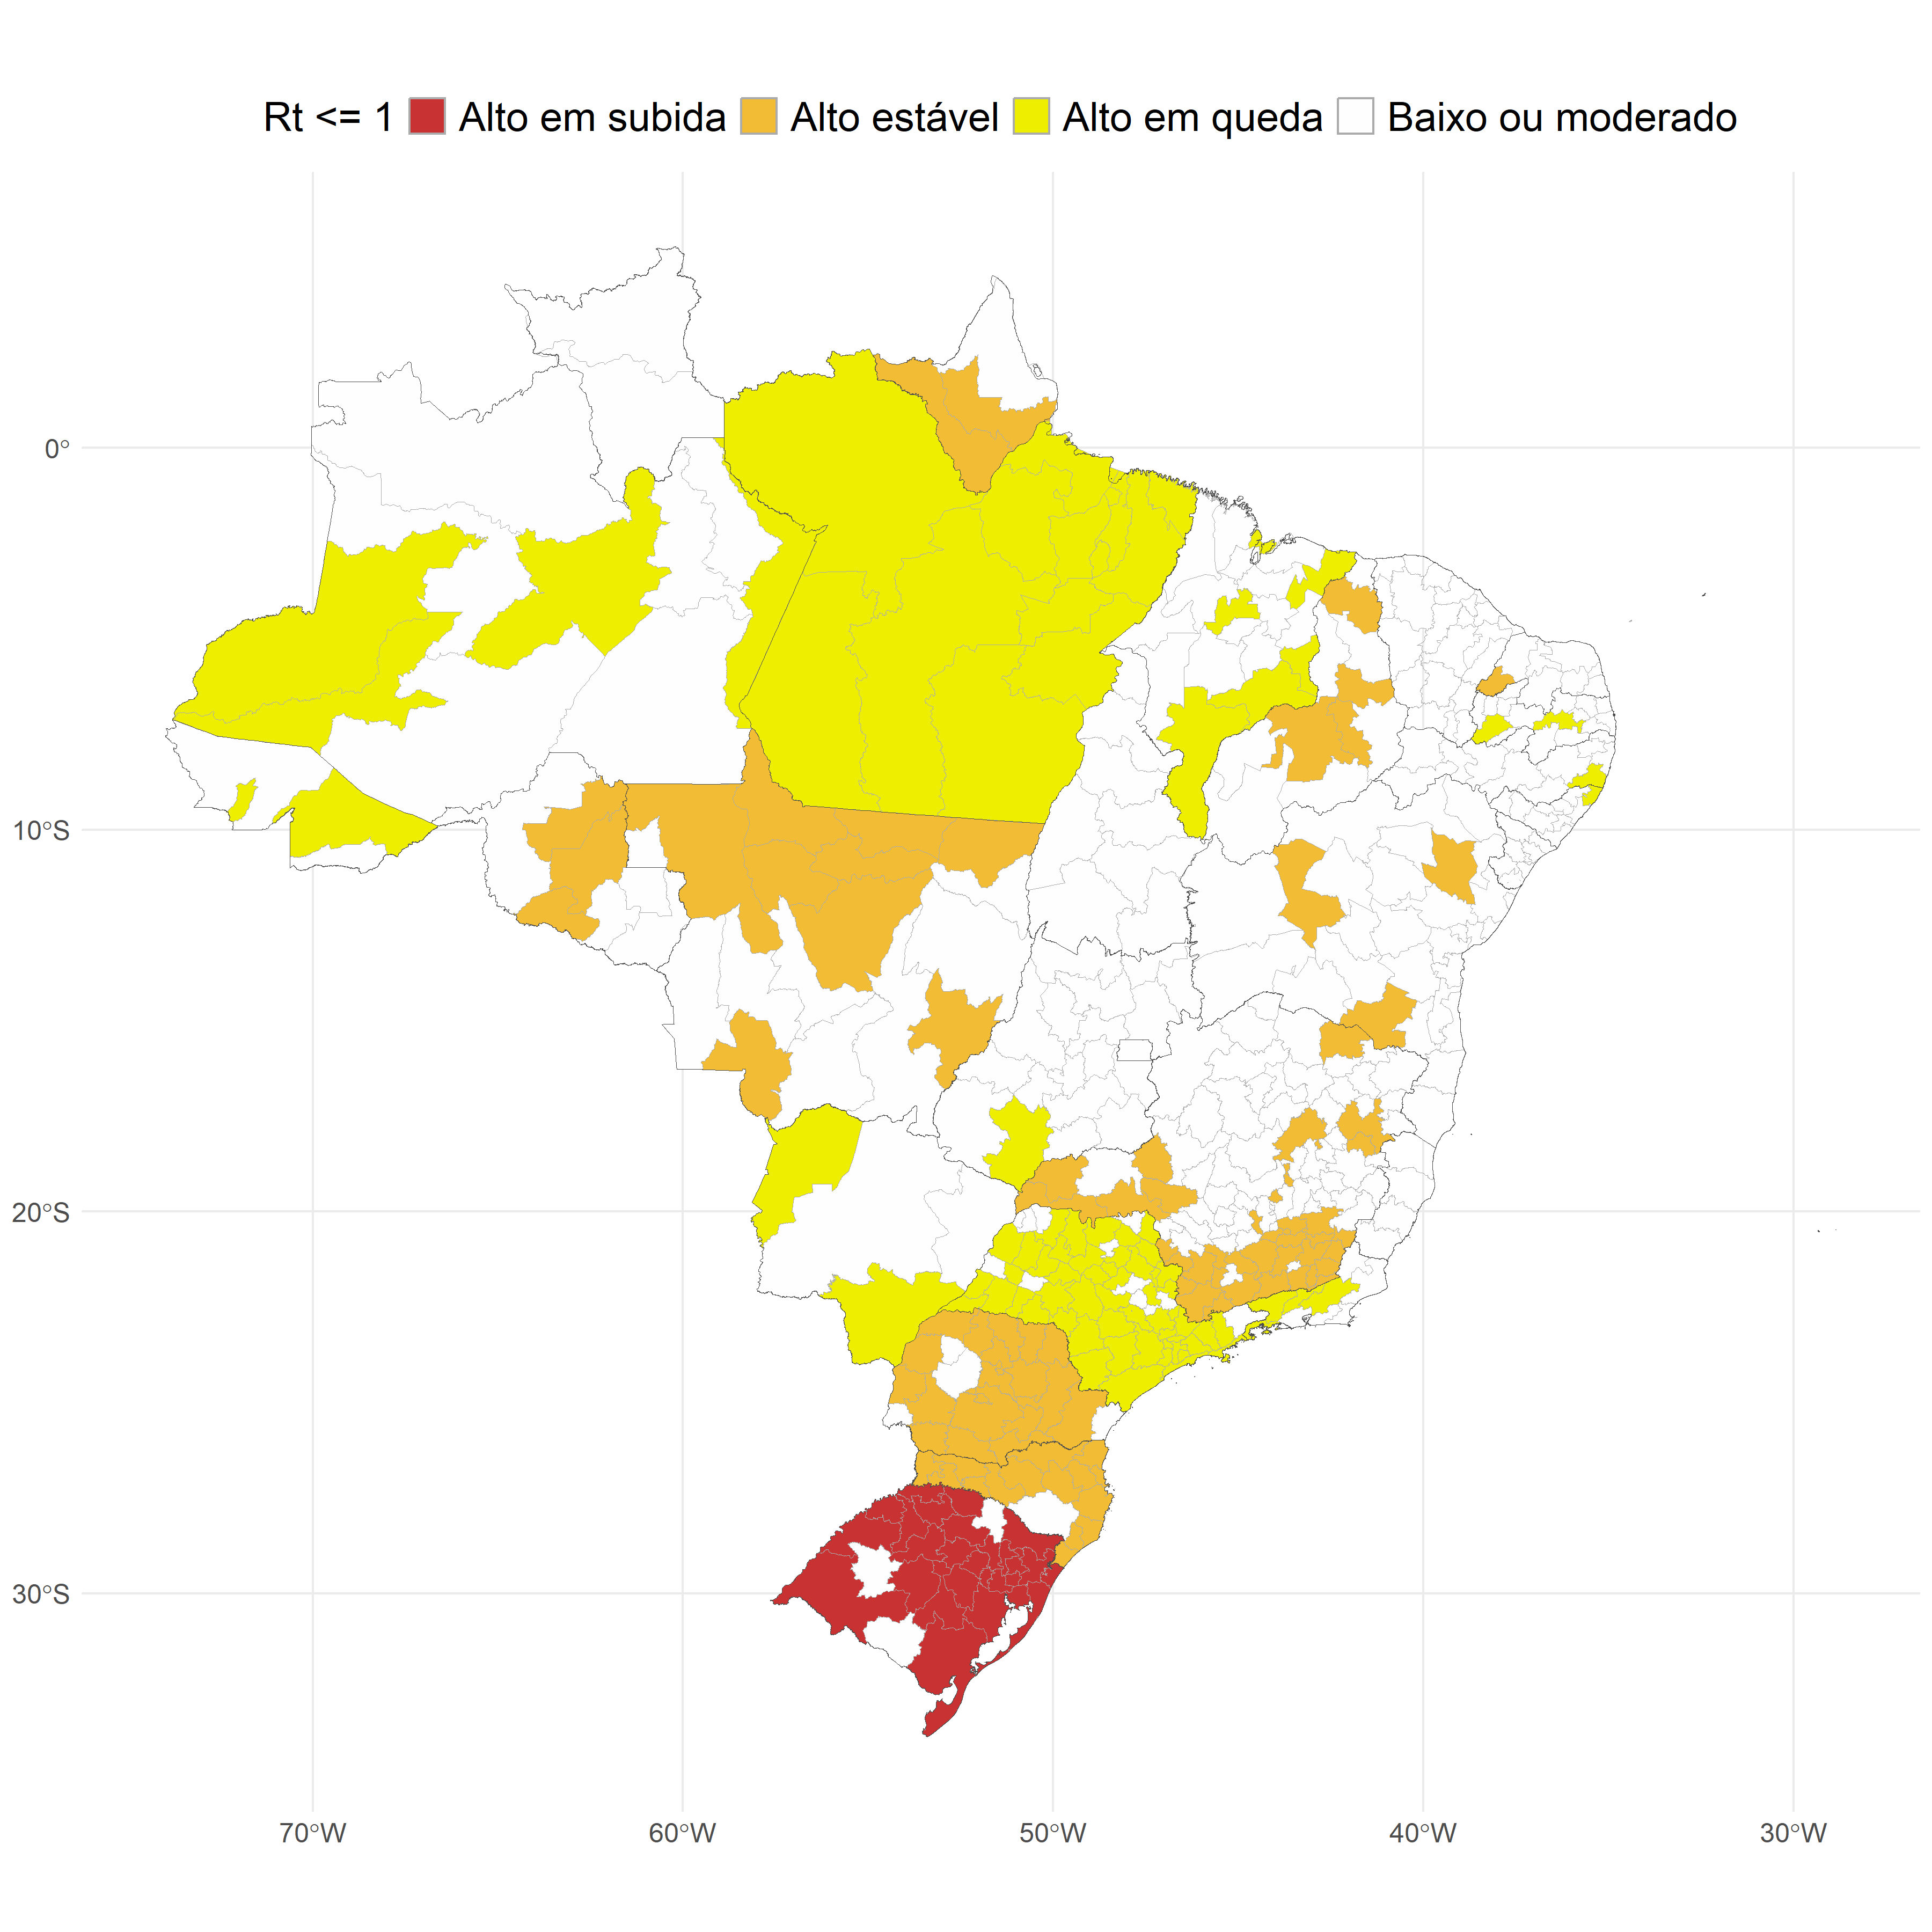 Rt <= 1 Alto em subida Alto estável Alto em queda Baixo ou moderado
0°
10°S
20°S
30°S
70°W 60°W 50°W 40°W 30°W